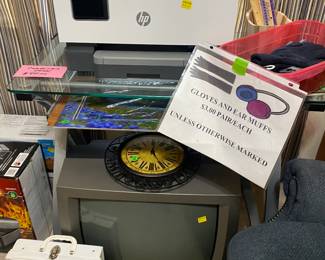 hp
GLOVES AND EAR MUFFS
$3.00 PAIR/EACH
UNLESS OTHERWISE MARKED